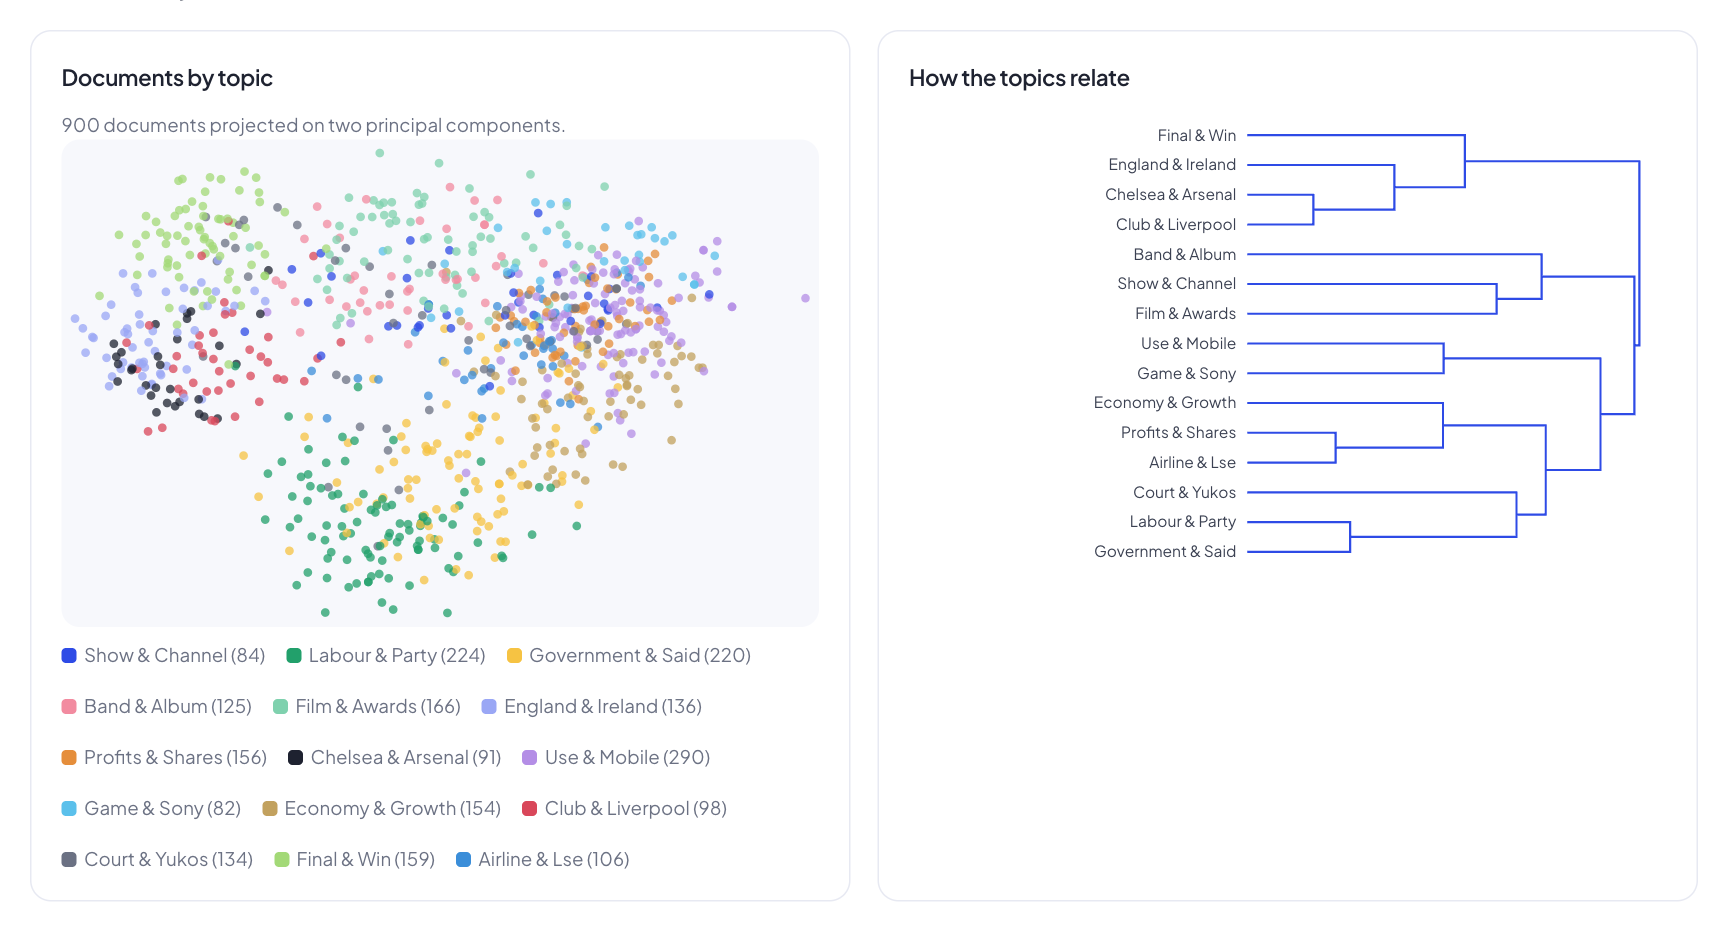 Documents by topic
900 documents projected on two principal components.
Show & Channel (84) Labour & Party (224) Government & Said (220)
Band & Album (125) Film & Awards (166) England & Ireland (136)
Profits & Shares (156) Chelsea & Arsenal (91) Use & Mobile (290)
Game & Sony (82) Economy & Growth (154) Club & Liverpool (98)
Court & Yukos (134) Final & Win (159) Airline & Lse (106)
How the topics relate
Final & Win
England & Ireland
Chelsea & Arsenal
Club & Liverpool
Band & Album
Show & Channel
Film & Awards
Use & Mobile
Game & Sony
Economy & Growth
Profits & Shares
Airline & Lse
Court & Yukos
Labour & Party
Government & Said